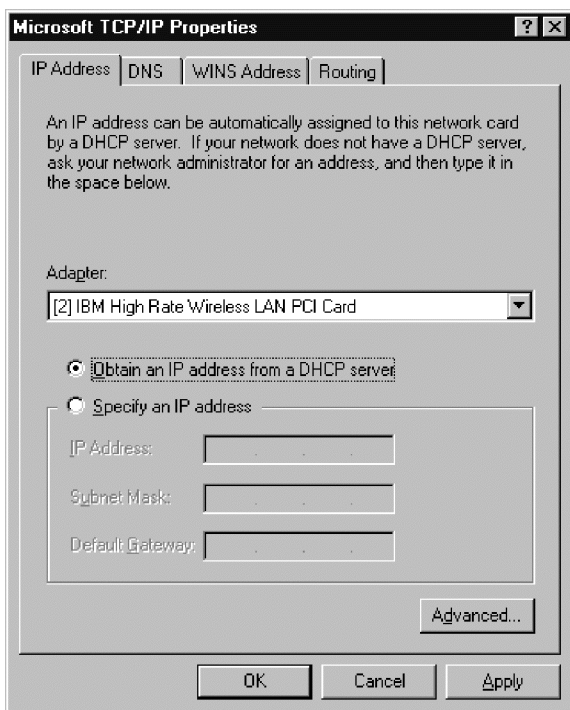 Microsoft TCP/IP Properties
IP Address DNS WINS Address Routing
An IP address can be automatically assigned to this network card
by a DHCP server. If your network does not have a DHCP server,
ask your network administrator for an address, and then type it in
the space below.
Adapter:
[2] IBM High Rate Wireless LAN PCI Card
Obtain an IP address from a DHCP server
Specify an IP address
IP Address:
Subnet Mask:
Default Gateway:
Advanced...
OK Cancel Apply